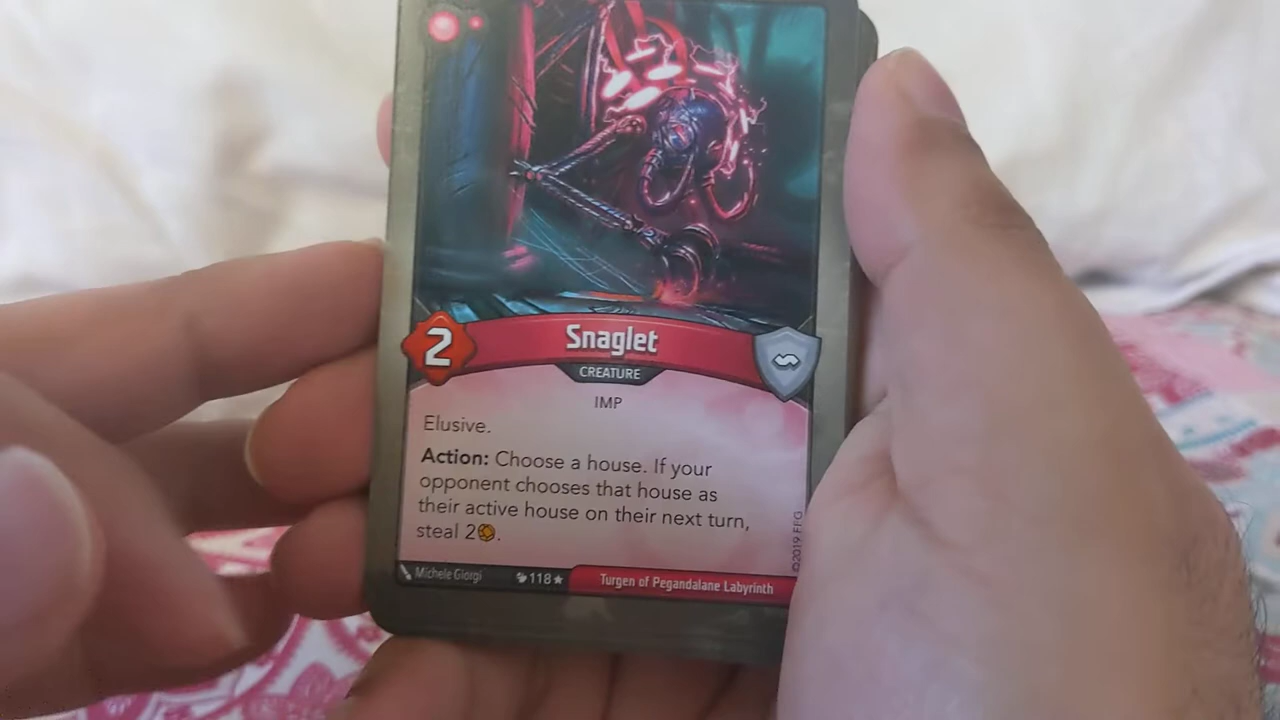 2
Snaglet
CREATURE
IMP
Elusive.
Action: Choose a house. If your
opponent chooses that house as
their active house on their next turn,
steal 2.
©2019 FFG
Michele Giorgi
118★
Turgen of Pegandalane Labyrinth